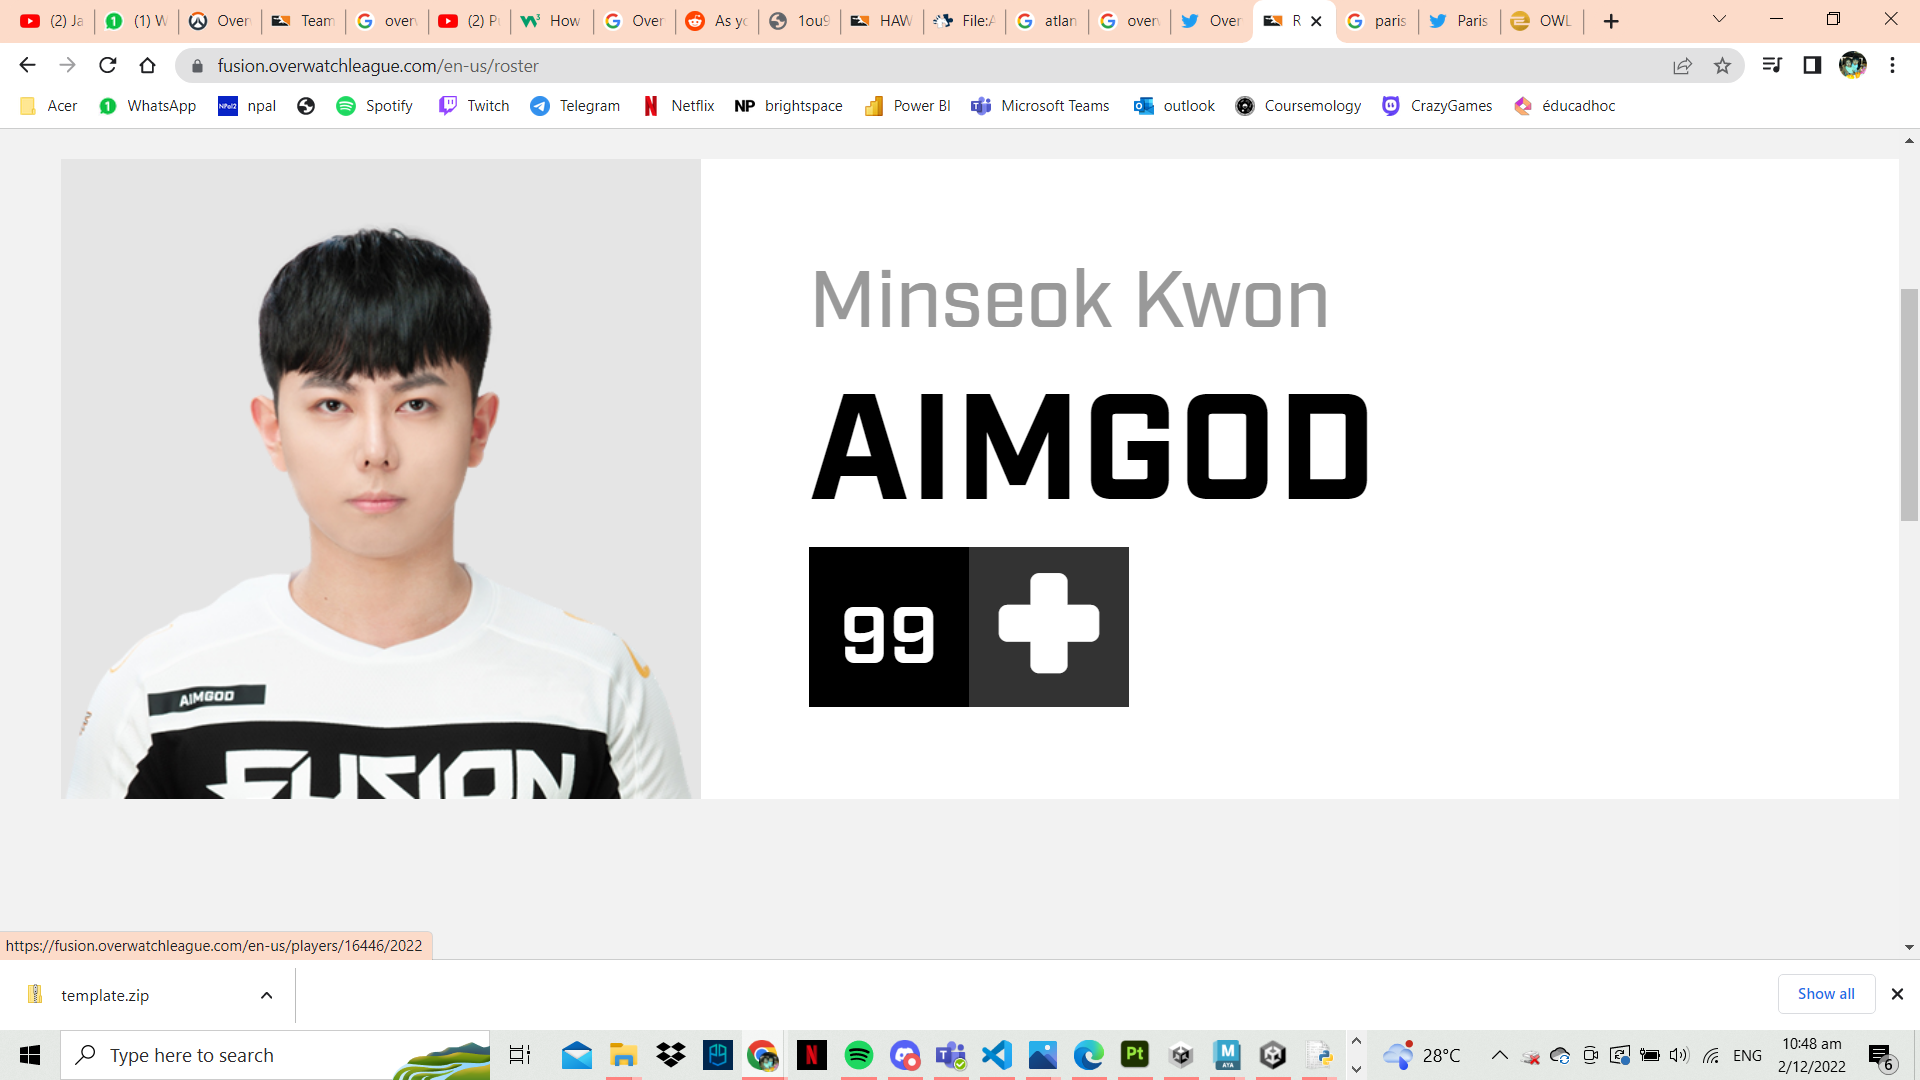 (2) Ja
(1) W
Over
Team
over
(2) Pu
How
Over
As yo
1ou9
HAW
File:A
atlan
over
Over
R
paris
Paris
OWL
fusion.overwatchleague.com/en-us/roster
Acer
WhatsApp
npal
Spotify
Twitch
Telegram
Netflix
NP brightspace
Power BI
Microsoft Teams
outlook
Coursemology
CrazyGames
éducadhoc
Minseok Kwon
AIMGOD
99
AIMGOD
FUSION
https://fusion.overwatchleague.com/en-us/players/16446/2022
template.zip
Show all
Type here to search
Pt
28°C
ENG
10:48 am
2/12/2022
6